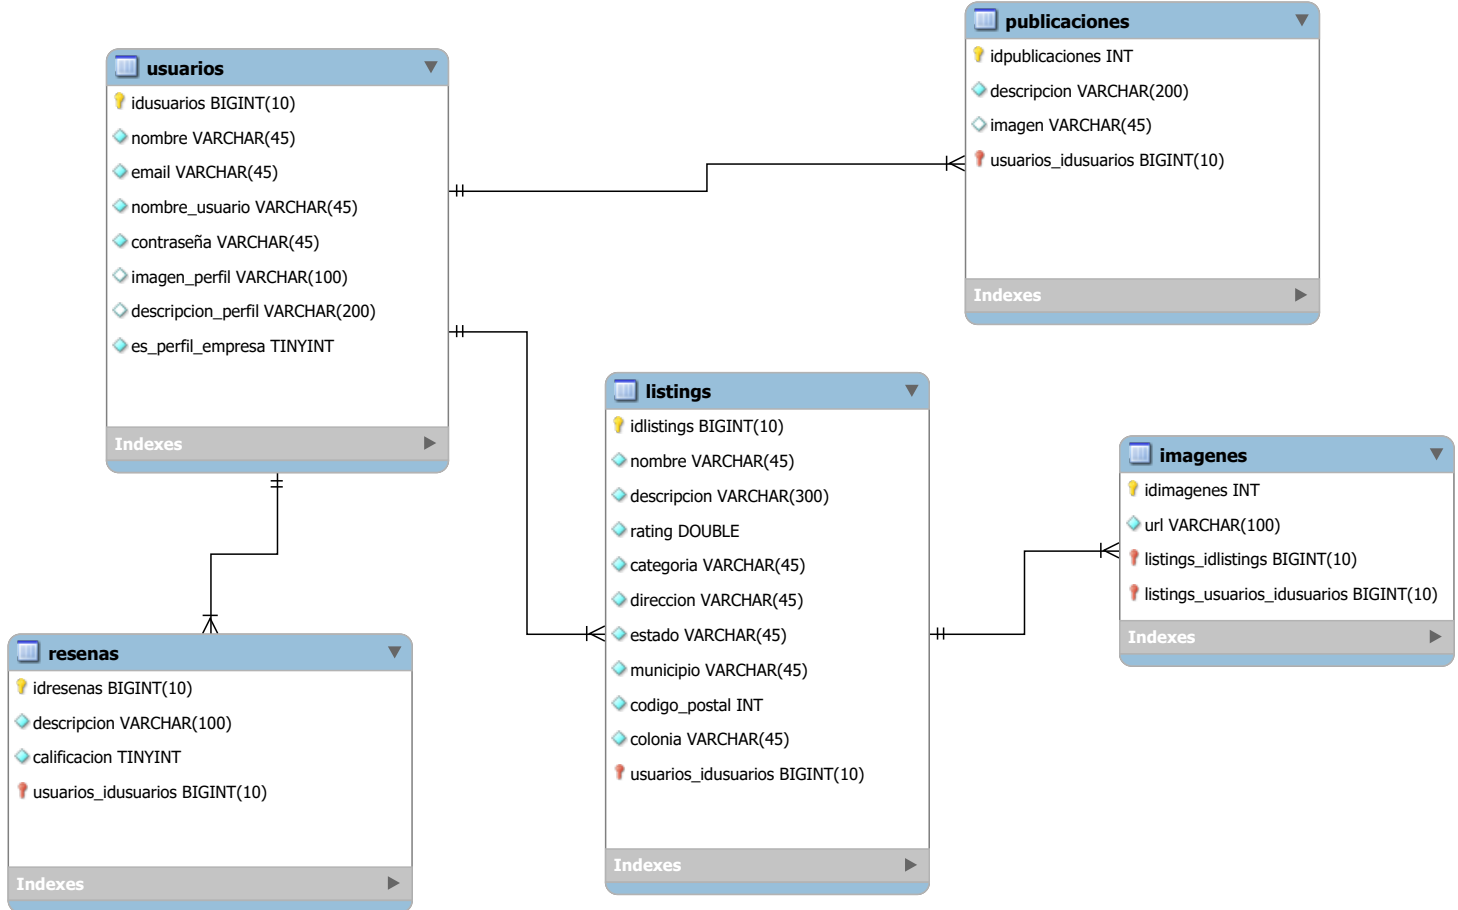 usuarios
idusuarios BIGINT(10)
nombre VARCHAR(45)
email VARCHAR(45)
nombre_usuario VARCHAR(45)
contraseña VARCHAR(45)
imagen_perfil VARCHAR(100)
descripcion_perfil VARCHAR(200)
es_perfil_empresa TINYINT
Indexes
publicaciones
idpublicaciones INT
descripcion VARCHAR(200)
imagen VARCHAR(45)
usuarios_idusuarios BIGINT(10)
Indexes
listings
idlistings BIGINT(10)
nombre VARCHAR(45)
descripcion VARCHAR(300)
rating DOUBLE
categoria VARCHAR(45)
direccion VARCHAR(45)
estado VARCHAR(45)
municipio VARCHAR(45)
codigo_postal INT
colonia VARCHAR(45)
usuarios_idusuarios BIGINT(10)
Indexes
imagenes
idimagenes INT
url VARCHAR(100)
listings_idlistings BIGINT(10)
listings_usuarios_idusuarios BIGINT(10)
Indexes
resenas
idresenas BIGINT(10)
descripcion VARCHAR(100)
calificacion TINYINT
usuarios_idusuarios BIGINT(10)
Indexes